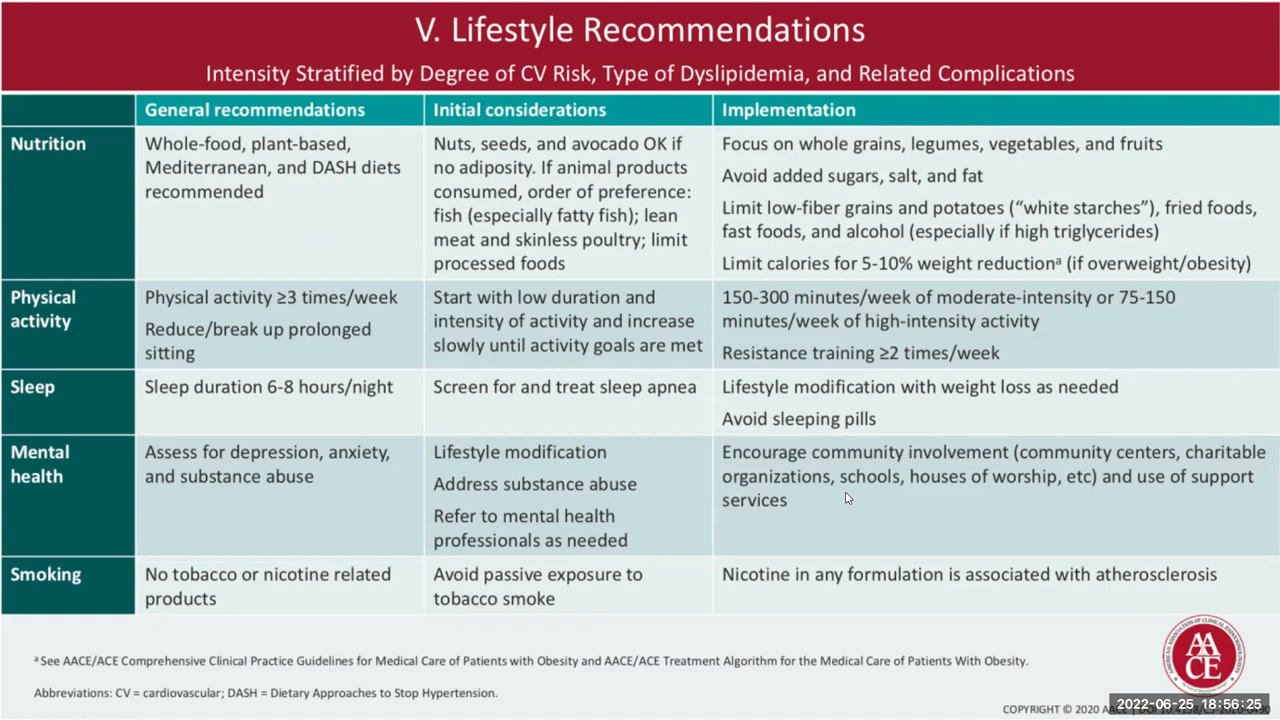 V. Lifestyle Recommendations
Intensity Stratified by Degree of CV Risk, Type of Dyslipidemia, and Related Complications
General recommendations
Initial considerations
Implementation
Nutrition
Whole-food, plant-based,
Mediterranean, and DASH diets
recommended
Nuts, seeds, and avocado OK if
no adiposity. If animal products
consumed, order of preference:
fish (especially fatty fish); lean
meat and skinless poultry; limit
processed foods
Focus on whole grains, legumes, vegetables, and fruits
Avoid added sugars, salt, and fat
Limit low-fiber grains and potatoes (“white starches”), fried foods,
fast foods, and alcohol (especially if high triglycerides)
Limit calories for 5-10% weight reductionᵃ (if overweight/obesity)
Physical
activity
Physical activity ≥3 times/week
Reduce/break up prolonged
sitting
Start with low duration and
intensity of activity and increase
slowly until activity goals are met
150-300 minutes/week of moderate-intensity or 75-150
minutes/week of high-intensity activity
Resistance training ≥2 times/week
Sleep
Sleep duration 6-8 hours/night
Screen for and treat sleep apnea
Lifestyle modification with weight loss as needed
Avoid sleeping pills
Mental
health
Assess for depression, anxiety,
and substance abuse
Lifestyle modification
Address substance abuse
Refer to mental health
professionals as needed
Encourage community involvement (community centers, charitable
organizations, schools, houses of worship, etc) and use of support
services
Smoking
No tobacco or nicotine related
products
Avoid passive exposure to
tobacco smoke
Nicotine in any formulation is associated with atherosclerosis
ᵃ See AACE/ACE Comprehensive Clinical Practice Guidelines for Medical Care of Patients with Obesity and AACE/ACE Treatment Algorithm for the Medical Care of Patients With Obesity.
Abbreviations: CV = cardiovascular; DASH = Dietary Approaches to Stop Hypertension.
AACE
COPYRIGHT © 2020
2022-06-25 18:56:25